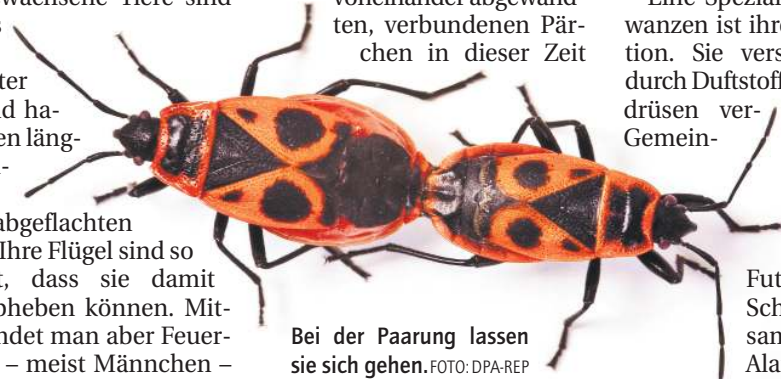 wachsene Tiere sind
ter
d ha-
en läng-
abgeflachten
Ihre Flügel sind so
t, dass sie damit
bheben können. Mit-
ndet man aber Feuer-
– meist Männchen –
voneinander abgewand-
ten, verbundenen Pär-
chen in dieser Zeit
Bei der Paarung lassen
sie sich gehen. FOTO: DPA-REP
Eine Spezial
wanzen ist ihre
tion. Sie vers
durch Duftstoff
drüsen ver-
Gemein-
Fut
Sch
san
Ala